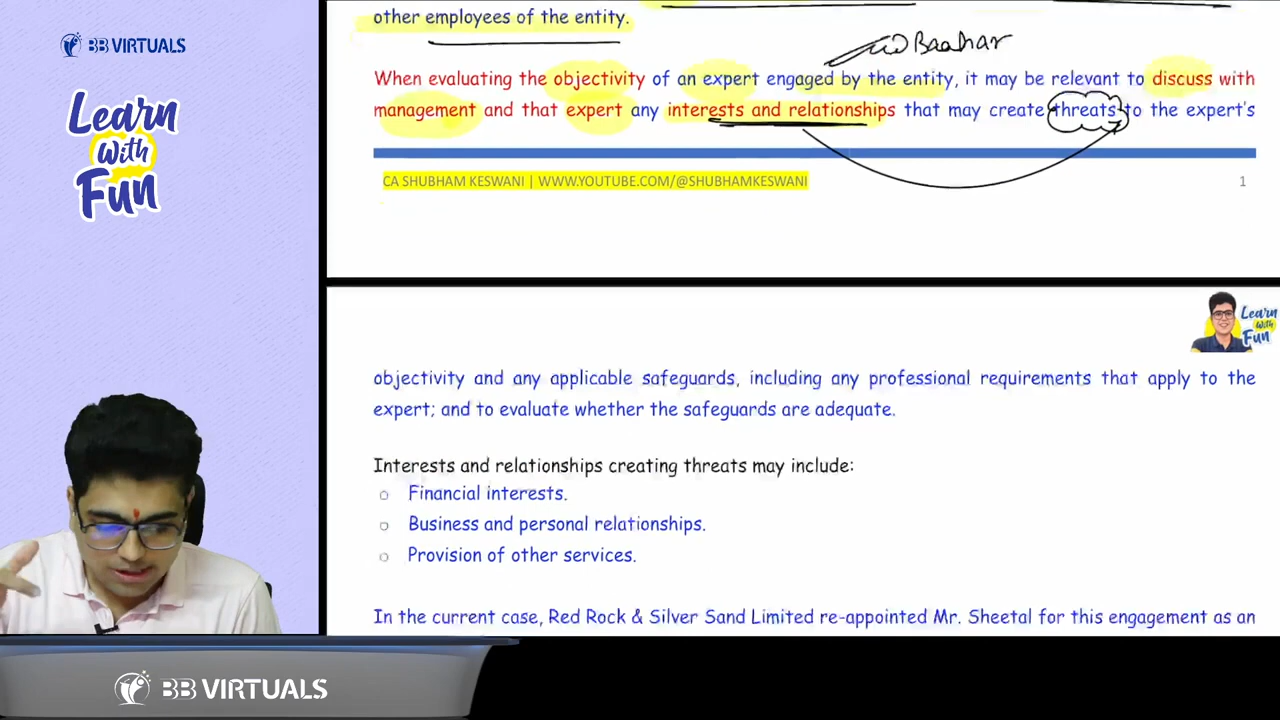 BB VIRTUALS
Learn
With
Fun
other employees of the entity.
Baahar
When evaluating the objectivity of an expert engaged by the entity, it may be relevant to discuss with
management and that expert any interests and relationships that may create threats to the expert's
CA SHUBHAM KESWANI | WWW.YOUTUBE.COM/@SHUBHAMKESWANI
1
Learn
With
Fun
objectivity and any applicable safeguards, including any professional requirements that apply to the
expert; and to evaluate whether the safeguards are adequate.
Interests and relationships creating threats may include:
Financial interests.
Business and personal relationships.
Provision of other services.
In the current case, Red Rock & Silver Sand Limited re-appointed Mr. Sheetal for this engagement as an
BB VIRTUALS